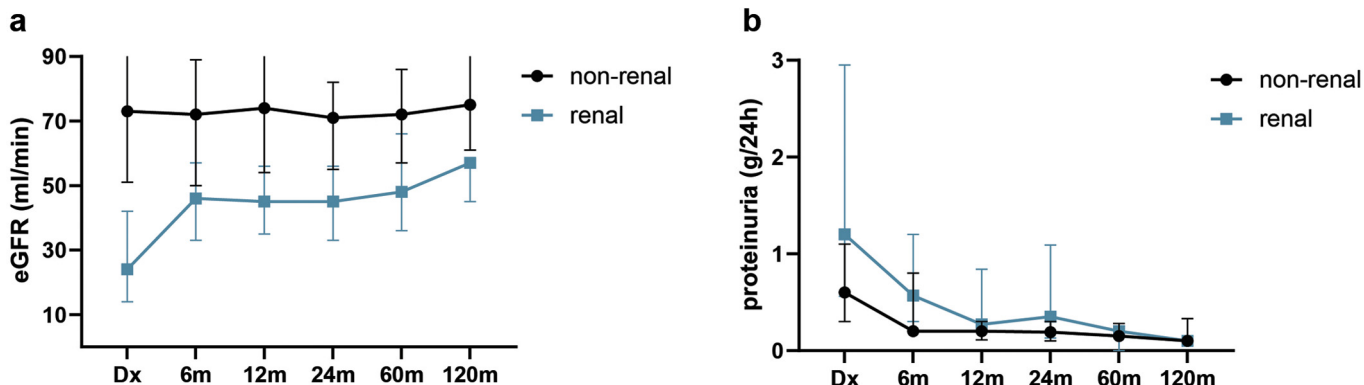 a
eGFR (ml/min)
90
70
50
30
10
Dx 6m 12m 24m 60m 120m
non-renal
renal
b
proteinuria (g/24h)
3
2
1
0
Dx 6m 12m 24m 60m 120m
non-renal
renal